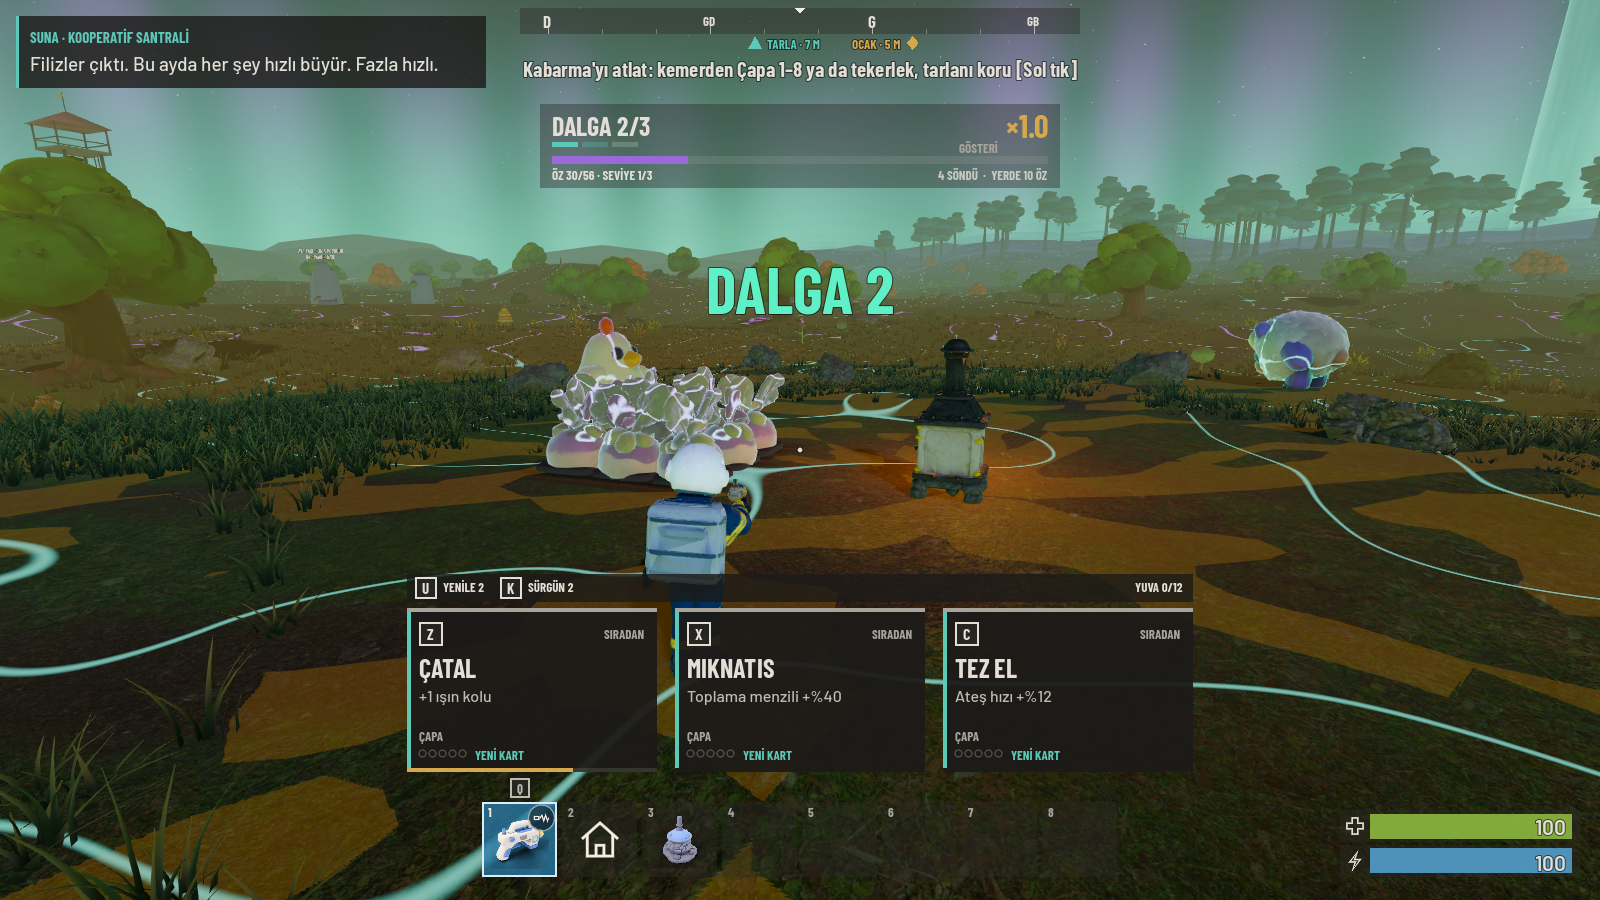 SUNA · KOOPERATİF SANTRALİ
Filizler çıktı. Bu ayda her şey hızlı büyür. Fazla hızlı.
D GD G GB
TARLA · 7 M OCAK · 5 M
Kabarma'yı atlat: kemerden Çapa 1-8 ya da tekerlek, tarlanı koru [Sol tık]
DALGA 2/3
×1.0
GÖSTERİ
ÖZ 30/56 · SEVİYE 1/3
4 SÖNDÜ · YERDE 10 ÖZ
DALGA 2
U YENİLE 2 K SÜRGÜN 2
YUVA 0/12
Z SIRADAN
ÇATAL
+1 ışın kolu
ÇAPA
YENİ KART
X SIRADAN
MIKNATIS
Toplama menzili +%40
ÇAPA
YENİ KART
C SIRADAN
TEZ EL
Ateş hızı +%12
ÇAPA
YENİ KART
Q
1 2 3 4 5 6 7 8
100
100